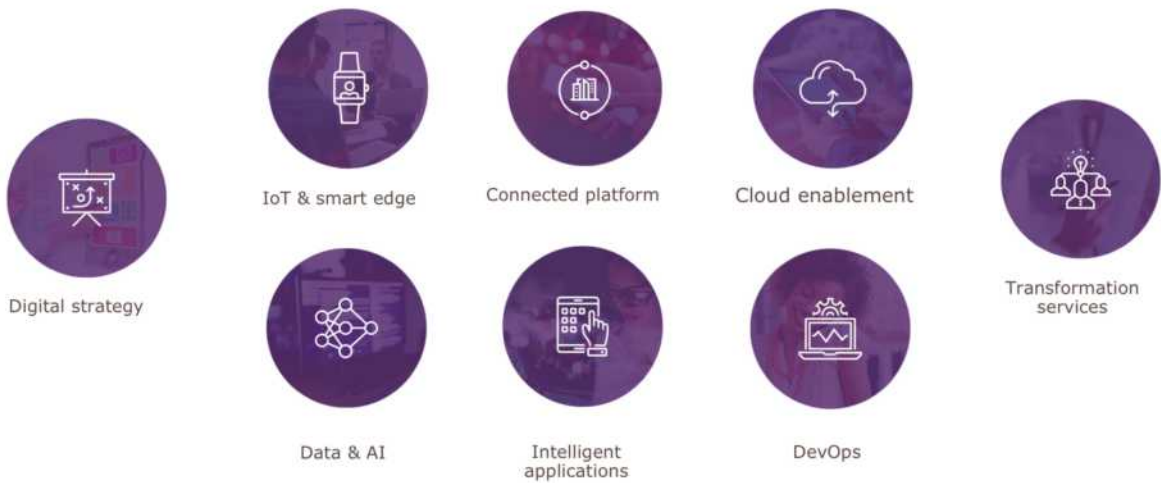 IoT & smart edge
Connected platform
Cloud enablement
Digital strategy
Transformation
services
Data & AI
Intelligent
applications
DevOps